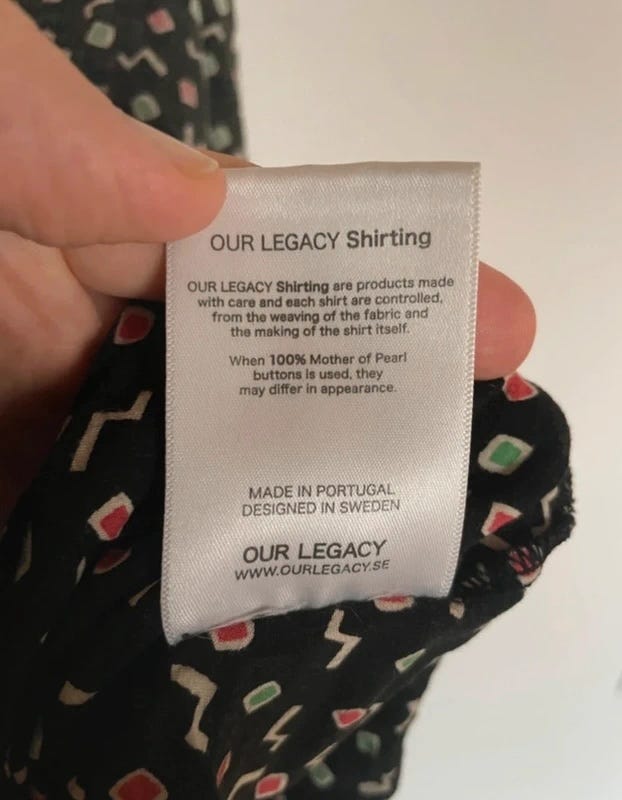 OUR LEGACY Shirting
OUR LEGACY Shirting are products made
with care and each shirt are controlled,
from the weaving of the fabric and
the making of the shirt itself.
When 100% Mother of Pearl
buttons is used, they
may differ in appearance.
MADE IN PORTUGAL
DESIGNED IN SWEDEN
OUR LEGACY
WWW.OURLEGACY.SE